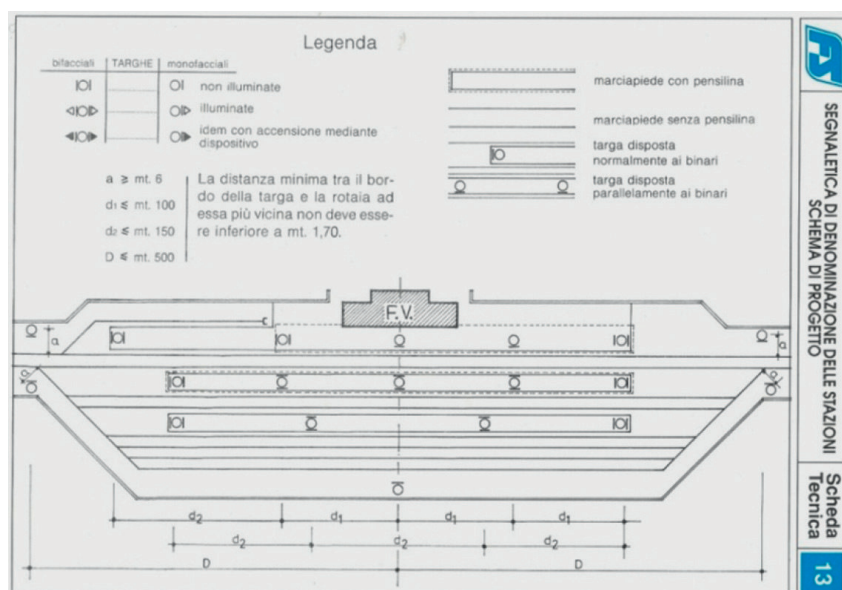 Legenda
bifacciali TARGHE monofacciali
non illuminate
illuminate
idem con accensione mediante
dispositivo
a ≥ mt. 6
d1 ≤ mt. 100
d2 ≤ mt. 150
D ≤ mt. 500
La distanza minima tra il bor-
do della targa e la rotaia ad
essa più vicina non deve esse-
re inferiore a mt. 1,70.
marciapiede con pensilina
marciapiede senza pensilina
targa disposta
normalmente ai binari
targa disposta
parallelamente ai binari
F.V.
a
a
a
a
d2 d1 d1 d1
d2 d2 d2
D D
FS
SEGNALETICA DI DENOMINAZIONE DELLE STAZIONI
SCHEMA DI PROGETTO
Scheda
Tecnica
13